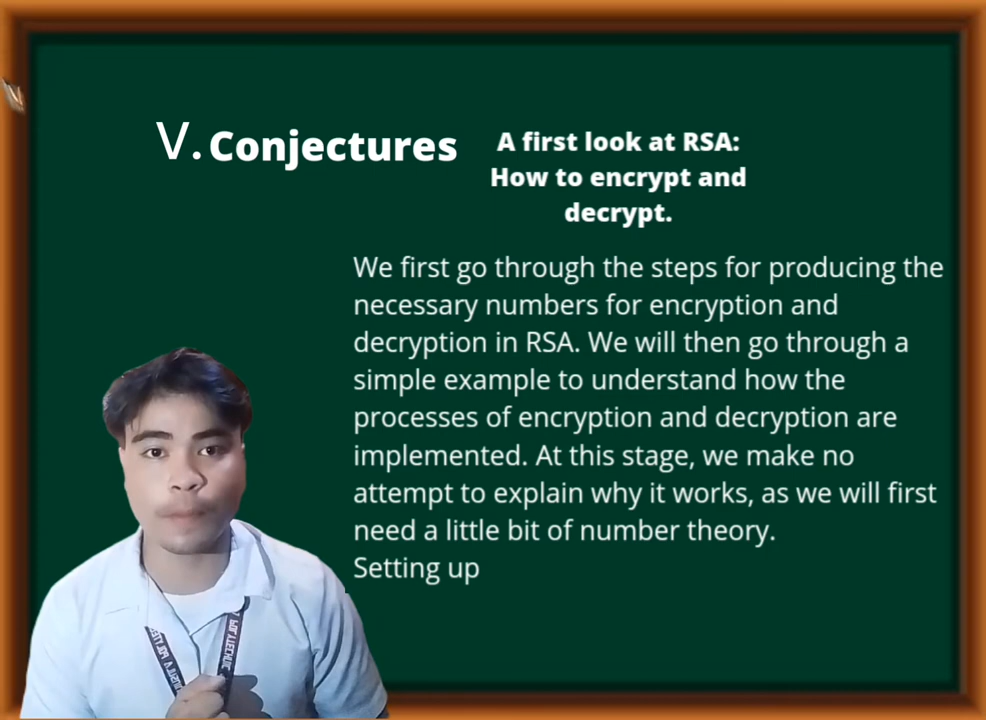 V. Conjectures
A first look at RSA:
How to encrypt and
decrypt.
We first go through the steps for producing the
necessary numbers for encryption and
decryption in RSA. We will then go through a
simple example to understand how the
processes of encryption and decryption are
implemented. At this stage, we make no
attempt to explain why it works, as we will first
need a little bit of number theory.
Setting up